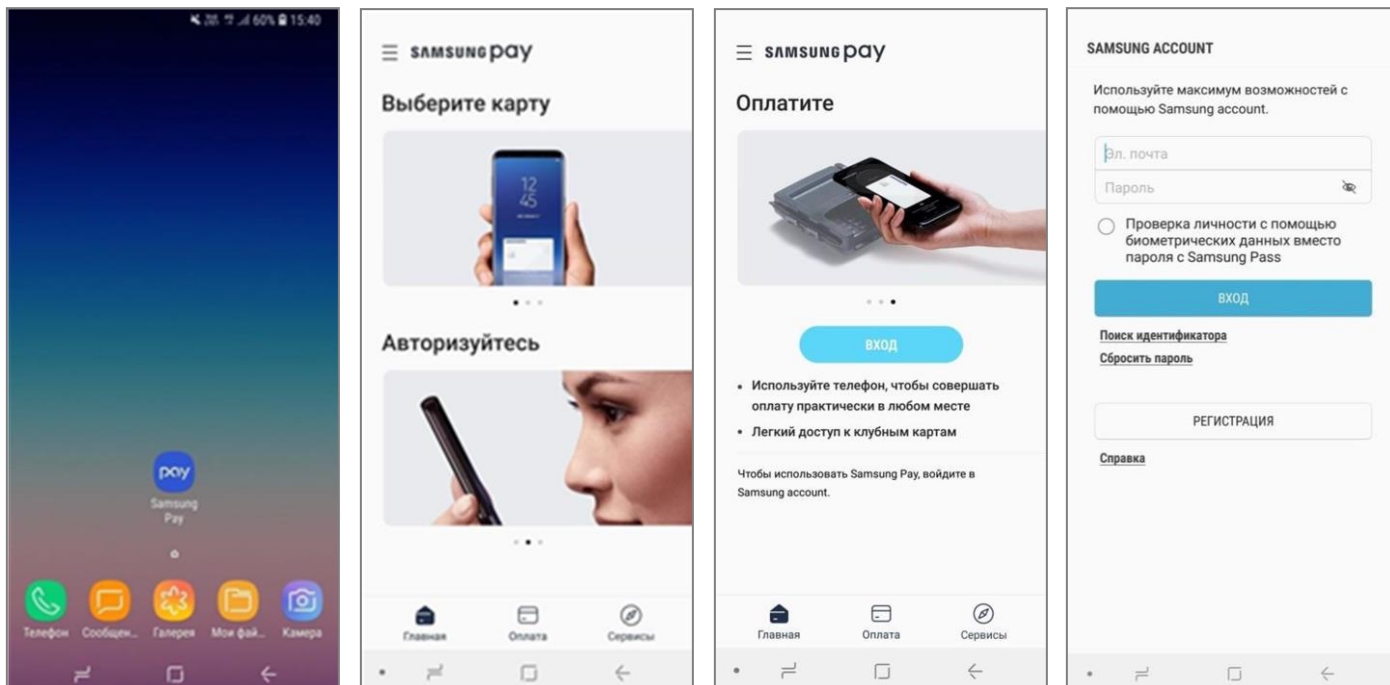 60% 15:40
pay
Samsung
Pay
Телефон Сообщен... Галерея Мои фай... Камера
SAMSUNG pay
Выберите карту
12
45
Авторизуйтесь
Главная Оплата Сервисы
SAMSUNG pay
Оплатите
ВХОД
• Используйте телефон, чтобы совершать
оплату практически в любом месте
• Легкий доступ к клубным картам
Чтобы использовать Samsung Pay, войдите в
Samsung account.
Главная Оплата Сервисы
SAMSUNG ACCOUNT
Используйте максимум возможностей с
помощью Samsung account.
Эл. почта
Пароль
Проверка личности с помощью
биометрических данных вместо
пароля с Samsung Pass
ВХОД
Поиск идентификатора
Сбросить пароль
РЕГИСТРАЦИЯ
Справка